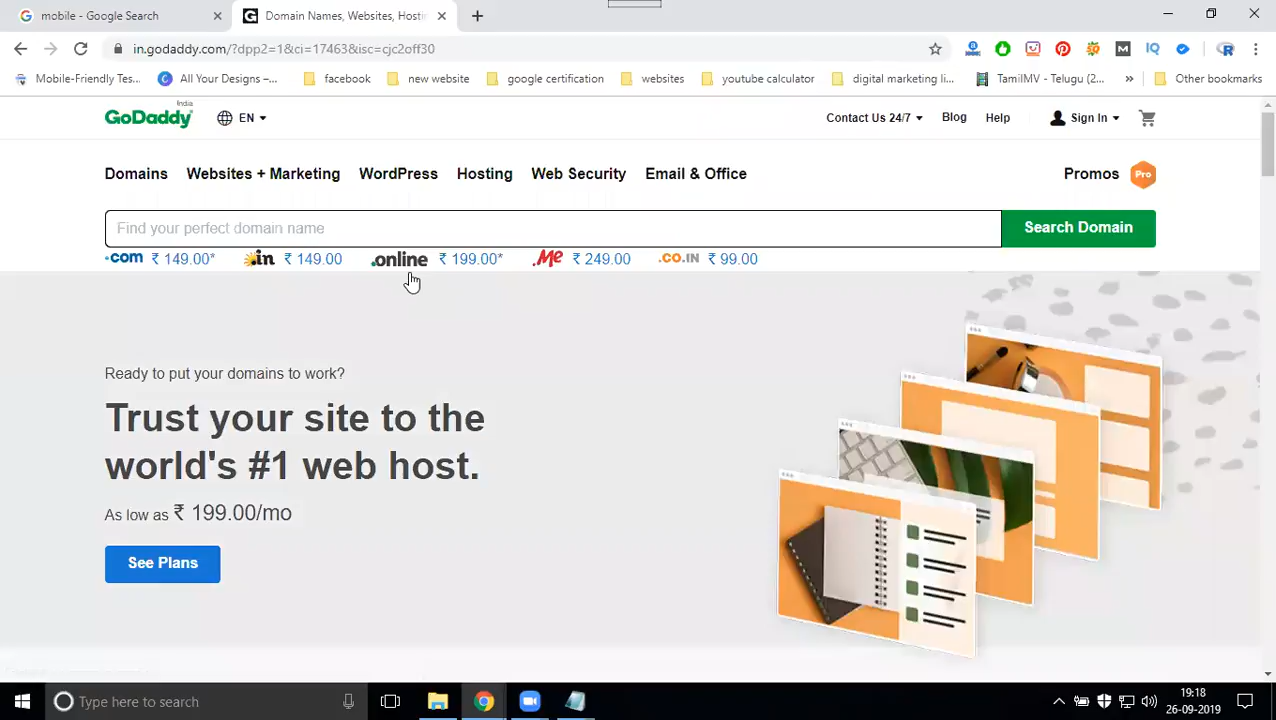 mobile - Google Search
Domain Names, Websites, Hosti
in.godaddy.com/?dpp2=1&ci=17463&isc=cjc2off30
Mobile-Friendly Tes...
All Your Designs –...
facebook
new website
google certification
websites
youtube calculator
digital marketing li...
TamilMV - Telugu (2...
»
Other bookmarks
GoDaddy India
EN
Contact Us 24/7
Blog
Help
Sign In
Domains
Websites + Marketing
WordPress
Hosting
Web Security
Email & Office
Promos
Pro
Find your perfect domain name
Search Domain
.com ₹ 149.00*
.in ₹ 149.00
.online ₹ 199.00*
.Me ₹ 249.00
.CO.IN ₹ 99.00
Ready to put your domains to work?
Trust your site to the
world's #1 web host.
As low as ₹ 199.00/mo
See Plans
Type here to search
19:18
26-09-2019